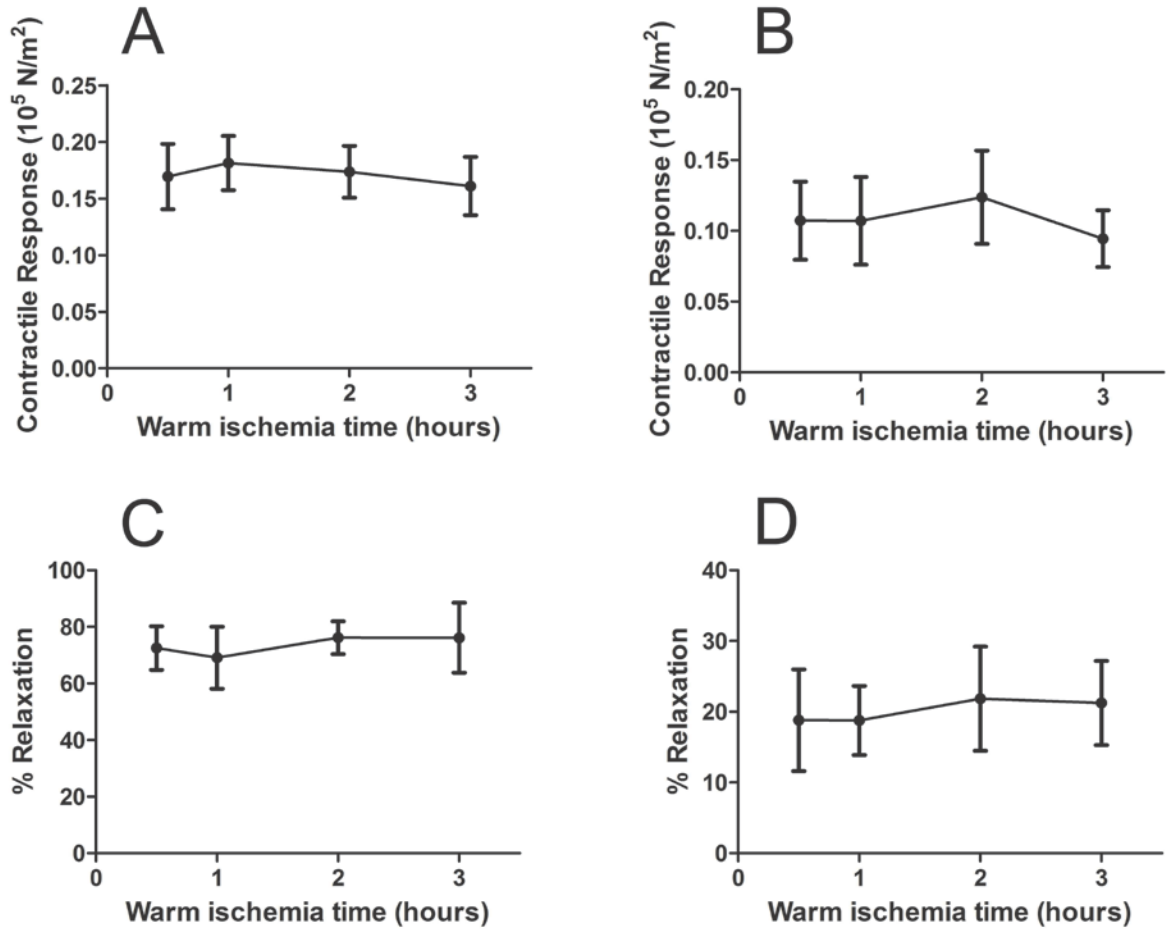 A
Contractile Response (10⁵ N/m²)
0.25
0.20
0.15
0.10
0.05
0.00
0 1 2 3
Warm ischemia time (hours)
B
Contractile Response (10⁵ N/m²)
0.20
0.15
0.10
0.05
0.00
0 1 2 3
Warm ischemia time (hours)
C
% Relaxation
100
80
60
40
20
0
0 1 2 3
Warm ischemia time (hours)
D
% Relaxation
40
30
20
10
0
0 1 2 3
Warm ischemia time (hours)